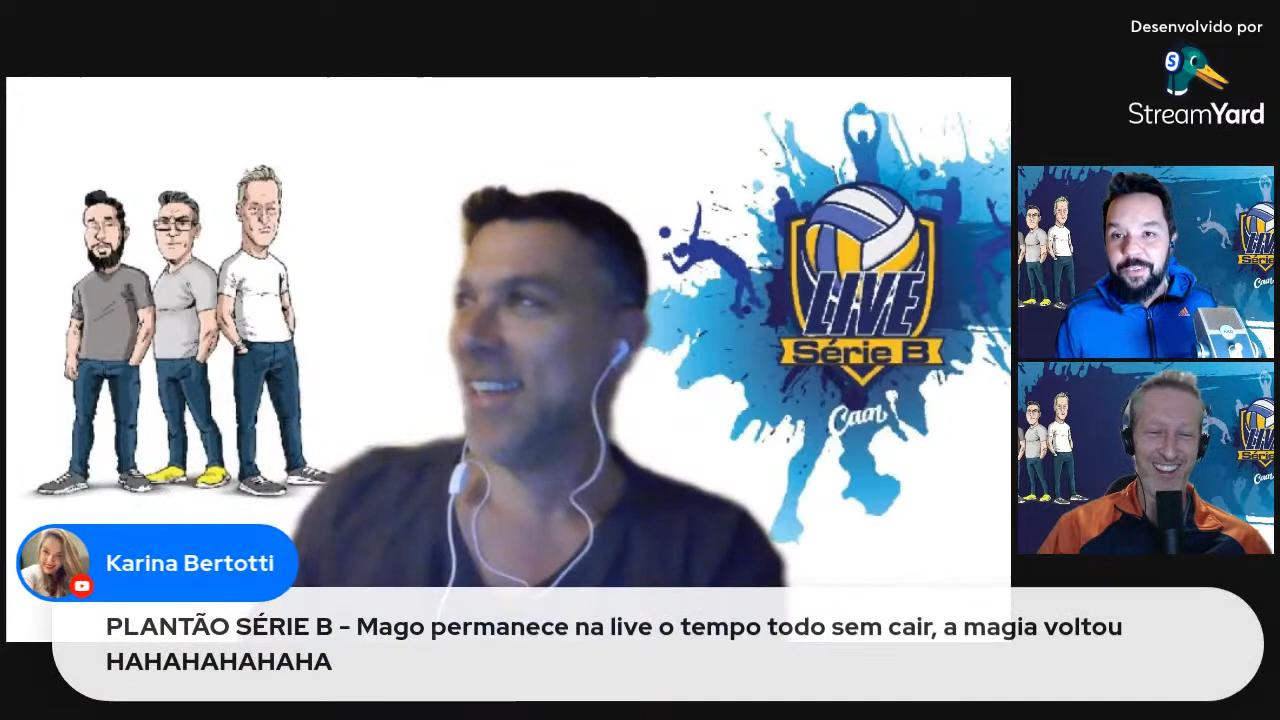 Desenvolvido por
StreamYard
LIVE
Série B
Karina Bertotti
PLANTÃO SÉRIE B - Mago permanece na live o tempo todo sem cair, a magia voltou
HAHAHAHAHAHA